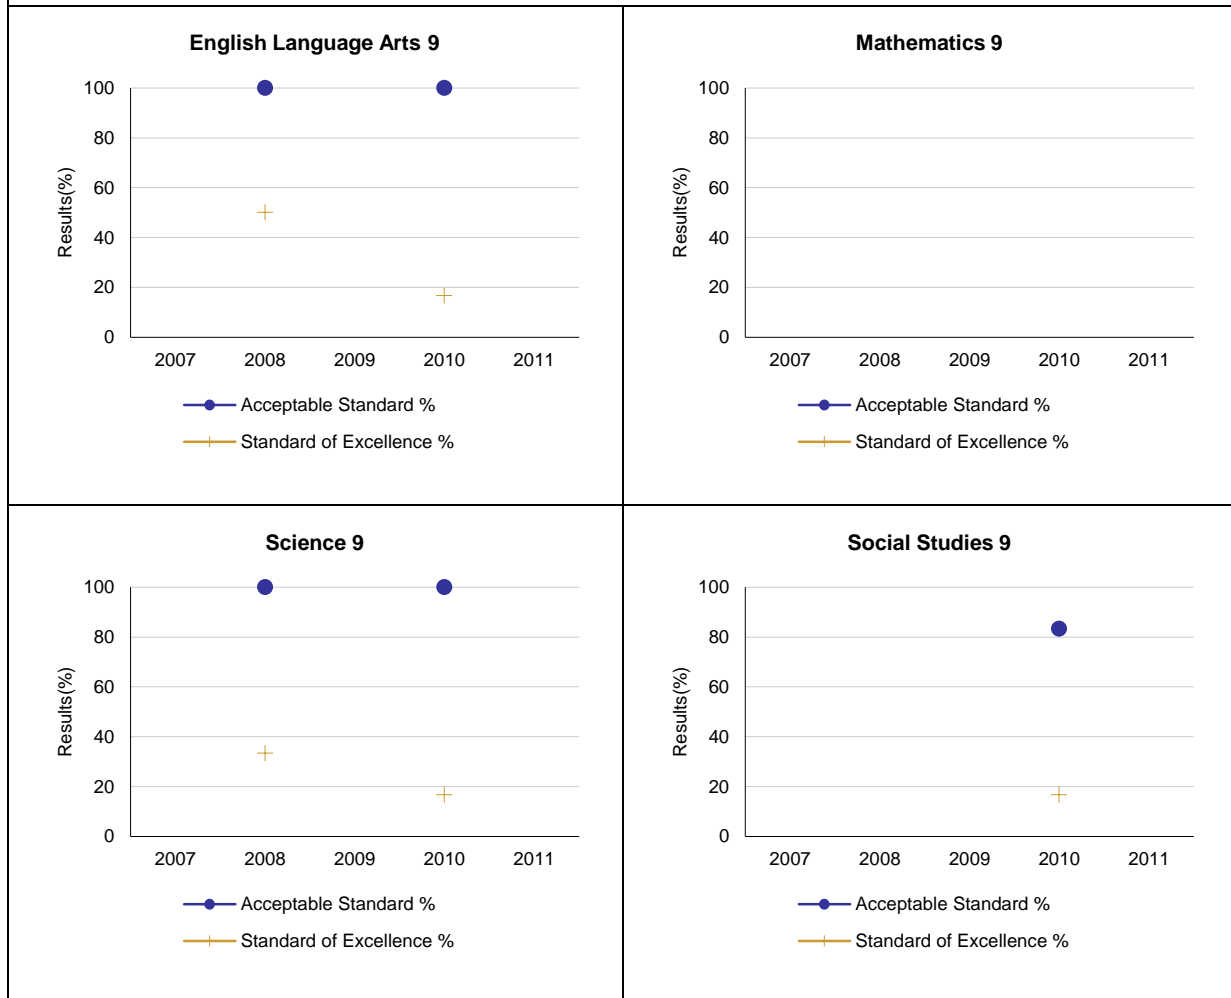 English Language Arts 9
100
80
60
40
20
0
Results(%)
2007 2008 2009 2010 2011
Acceptable Standard %
Standard of Excellence %
Mathematics 9
100
80
60
40
20
0
Results(%)
2007 2008 2009 2010 2011
Acceptable Standard %
Standard of Excellence %
Science 9
100
80
60
40
20
0
Results(%)
2007 2008 2009 2010 2011
Acceptable Standard %
Standard of Excellence %
Social Studies 9
100
80
60
40
20
0
Results(%)
2007 2008 2009 2010 2011
Acceptable Standard %
Standard of Excellence %